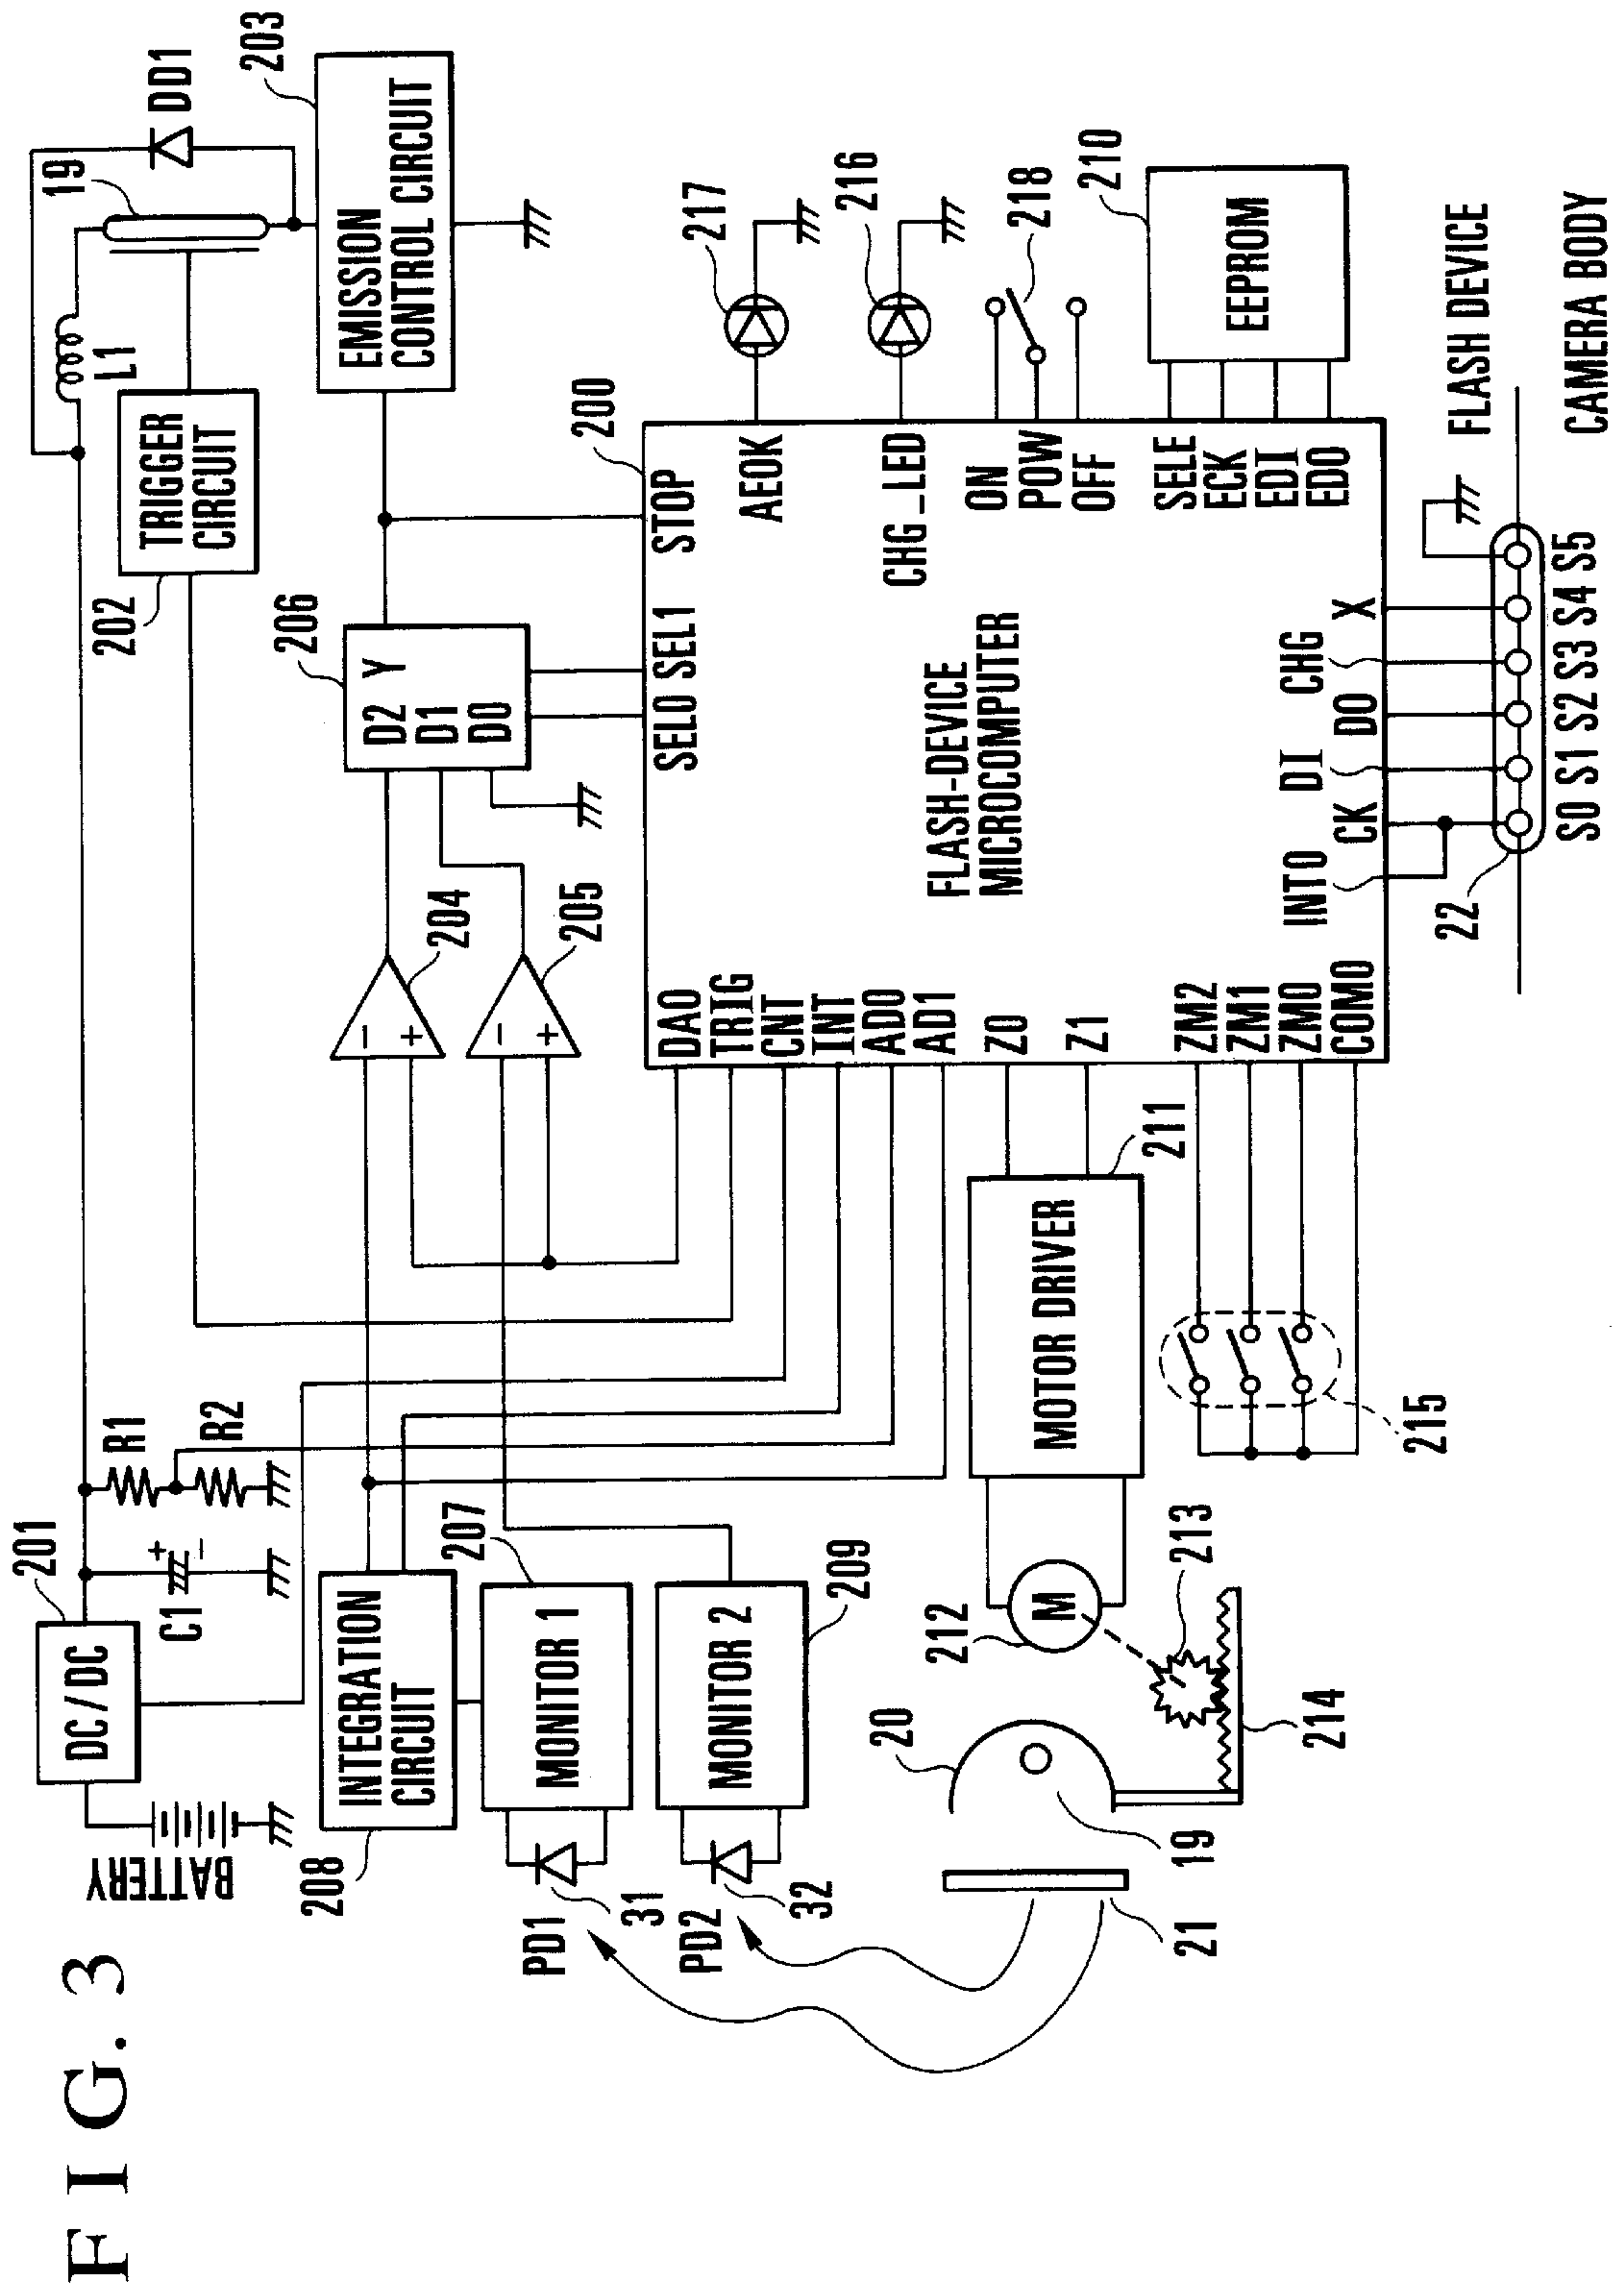 FIG. 3
BATTERY
DC/DC
201
C1
+
-
R1
R2
TRIGGER
CIRCUIT
202
L1
19
DD1
EMISSION
CONTROL CIRCUIT
203
INTEGRATION
CIRCUIT
208
MONITOR 1
207
PD1
31
MONITOR 2
209
PD2
32
-
+
204
-
+
205
D2 Y
D1
D0
206
FLASH-DEVICE
MICROCOMPUTER
200
SEL0 SEL1 STOP
DA0
TRIG
CNT
INT
AD0
AD1
Z0
Z1
ZM2
ZM1
ZM0
COM0
AEOK
CHG_LED
ON
POW
OFF
SELE
ECK
EDI
EDO
INT0 CK DI DO CHG X
217
216
218
210
EEPROM
MOTOR DRIVER
211
M
212
213
214
215
20
19
21
22
S0 S1 S2 S3 S4 S5
FLASH DEVICE
CAMERA BODY